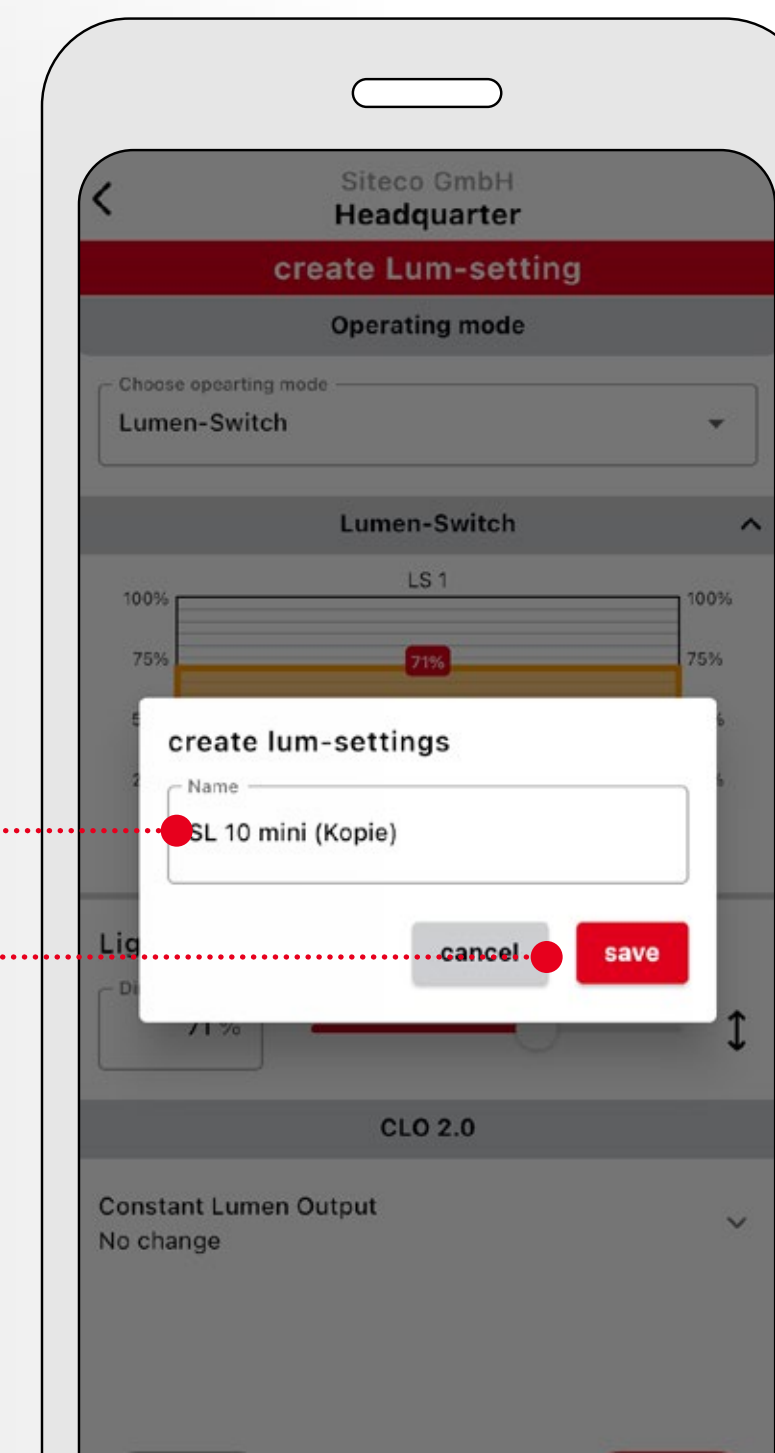 Siteco GmbH
Headquarter
create Lum-setting
Operating mode
Choose opearting mode
Lumen-Switch
Lumen-Switch
LS 1
100% 100%
75% 71% 75%
create lum-settings
Name
SL 10 mini (Kopie)
cancel save
71 %
CLO 2.0
Constant Lumen Output
No change